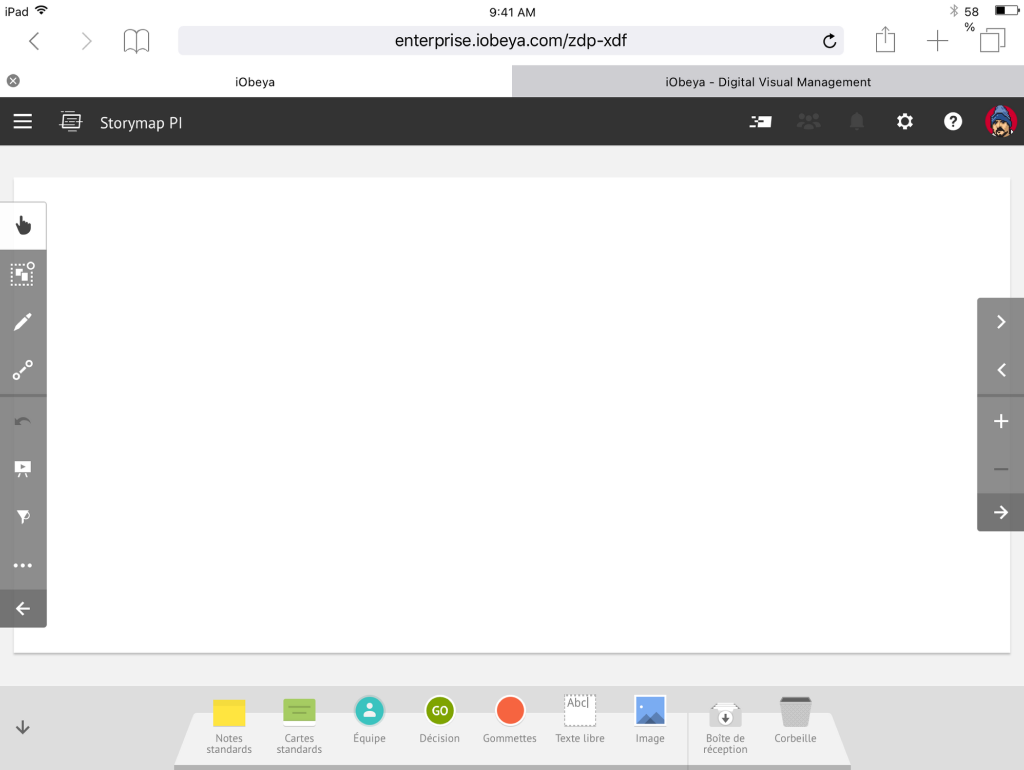 iPad 9:41 AM 58
%
enterprise.iobeya.com/zdp-xdf
iObeya iObeya - Digital Visual Management
Storymap PI ?
GO
Abc
Notes
standards
Cartes
standards
Équipe
Décision
Gommettes
Texte libre
Image
Boîte de
réception
Corbeille